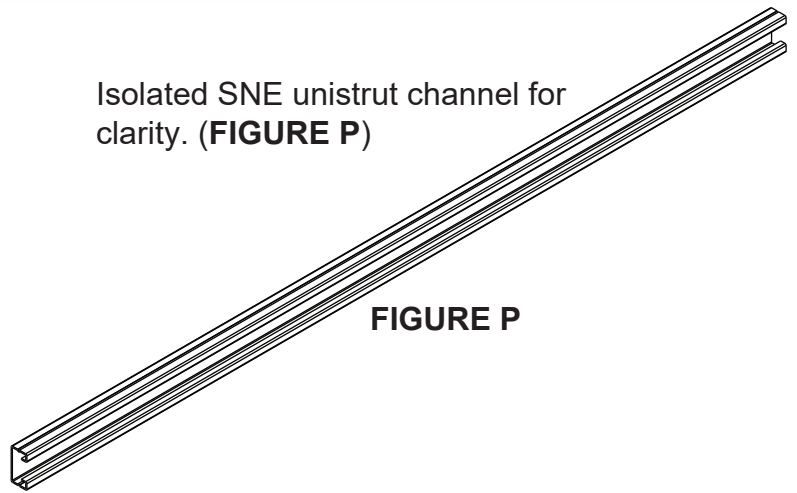 Isolated SNE unistrut channel for
clarity. (FIGURE P)
FIGURE P